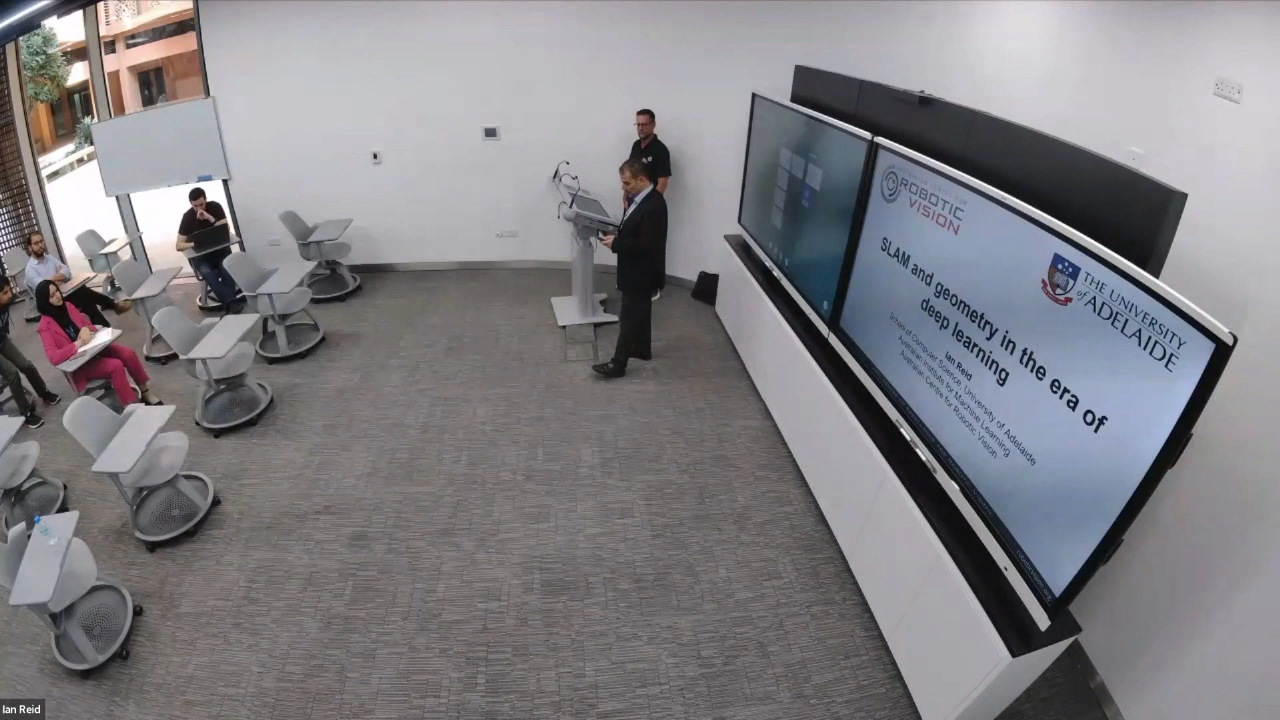 ROBOTIC
VISION
THE UNIVERSITY
of ADELAIDE
SLAM and geometry in the era of
deep learning
Ian Reid
School of Computer Science, University of Adelaide
Australian Institute for Machine Learning
Australian Centre for Robotic Vision
Ian Reid